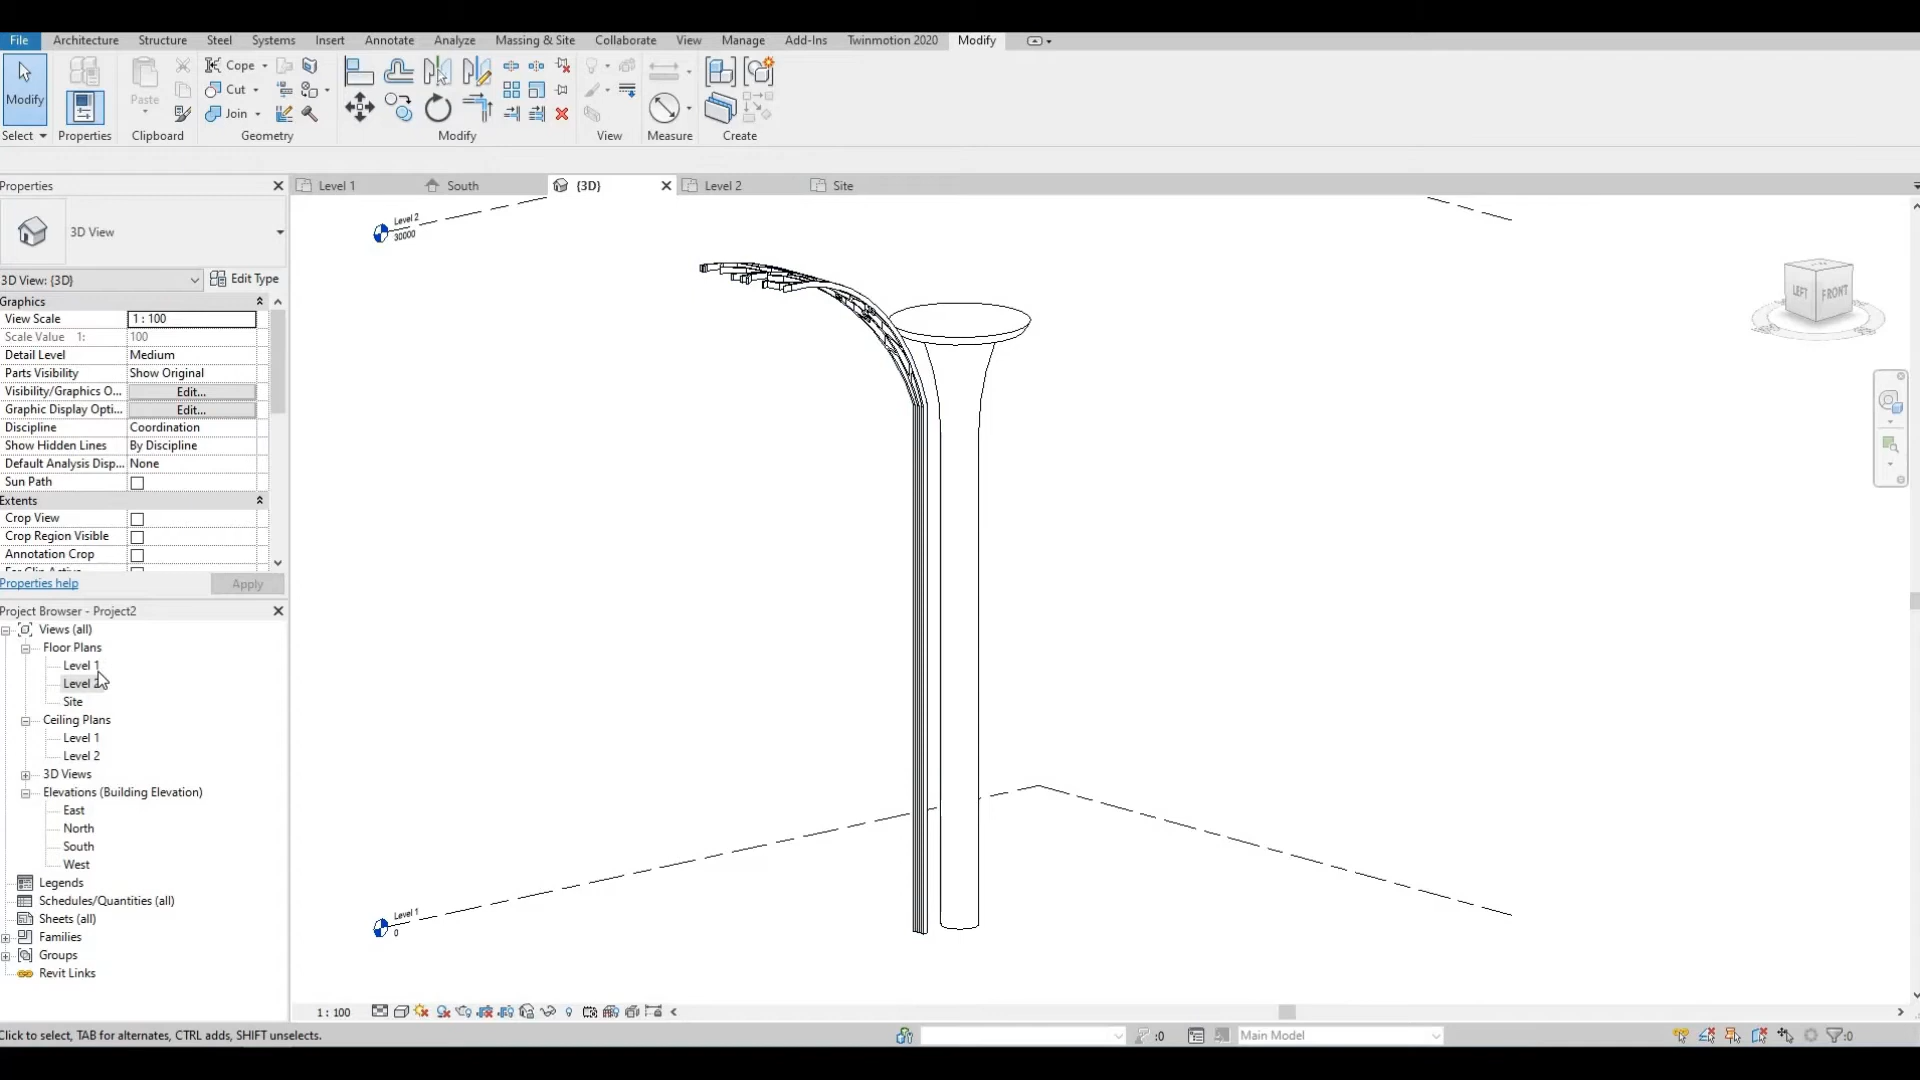 File Architecture Structure Steel Systems Insert Annotate Analyze Massing & Site Collaborate View Manage Add-Ins Twinmotion 2020 Modify
Cope
Cut
Join
Modify
Paste
Select Properties Clipboard Geometry Modify View Measure Create
Properties
Level 1 South {3D} Level 2 Site
3D View
3D View: {3D} Edit Type
Graphics
View Scale 1 : 100
Scale Value 1: 100
Detail Level Medium
Parts Visibility Show Original
Visibility/Graphics O... Edit...
Graphic Display Opti... Edit...
Discipline Coordination
Show Hidden Lines By Discipline
Default Analysis Disp... None
Sun Path
Extents
Crop View
Crop Region Visible
Annotation Crop
Properties help Apply
Project Browser - Project2
Views (all)
Floor Plans
Level 1
Level 2
Site
Ceiling Plans
Level 1
Level 2
3D Views
Elevations (Building Elevation)
East
North
South
West
Legends
Schedules/Quantities (all)
Sheets (all)
Families
Groups
Revit Links
Level 2
30000
LEFT FRONT
Level 1
0
1 : 100
Click to select, TAB for alternates, CTRL adds, SHIFT unselects. :0 Main Model :0